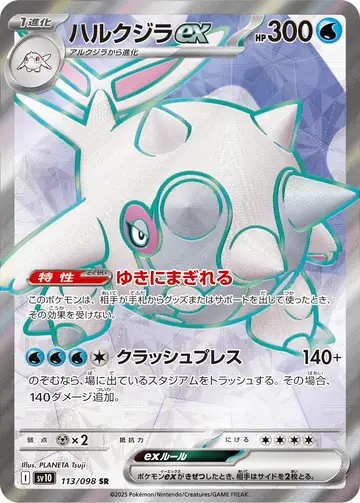 1進化
ハルクジラex
HP300
アルクジラから進化
特性
とくせい
ゆきにまぎれる
このポケモンは、相手が手札からグッズまたはサポートを出して使ったとき、
その効果を受けない。
クラッシュプレス 140+
のぞむなら、場に出ているスタジアムをトラッシュする。その場合、
140ダメージ追加。
弱点 ×2 抵抗力 にげる
exルール
ポケモンexがきぜつしたとき、相手はサイドを2枚とる。
Illus. PLANETA Tsuji
I sv10 113/098 SR
©2025 Pokémon/Nintendo/Creatures/GAME FREAK.